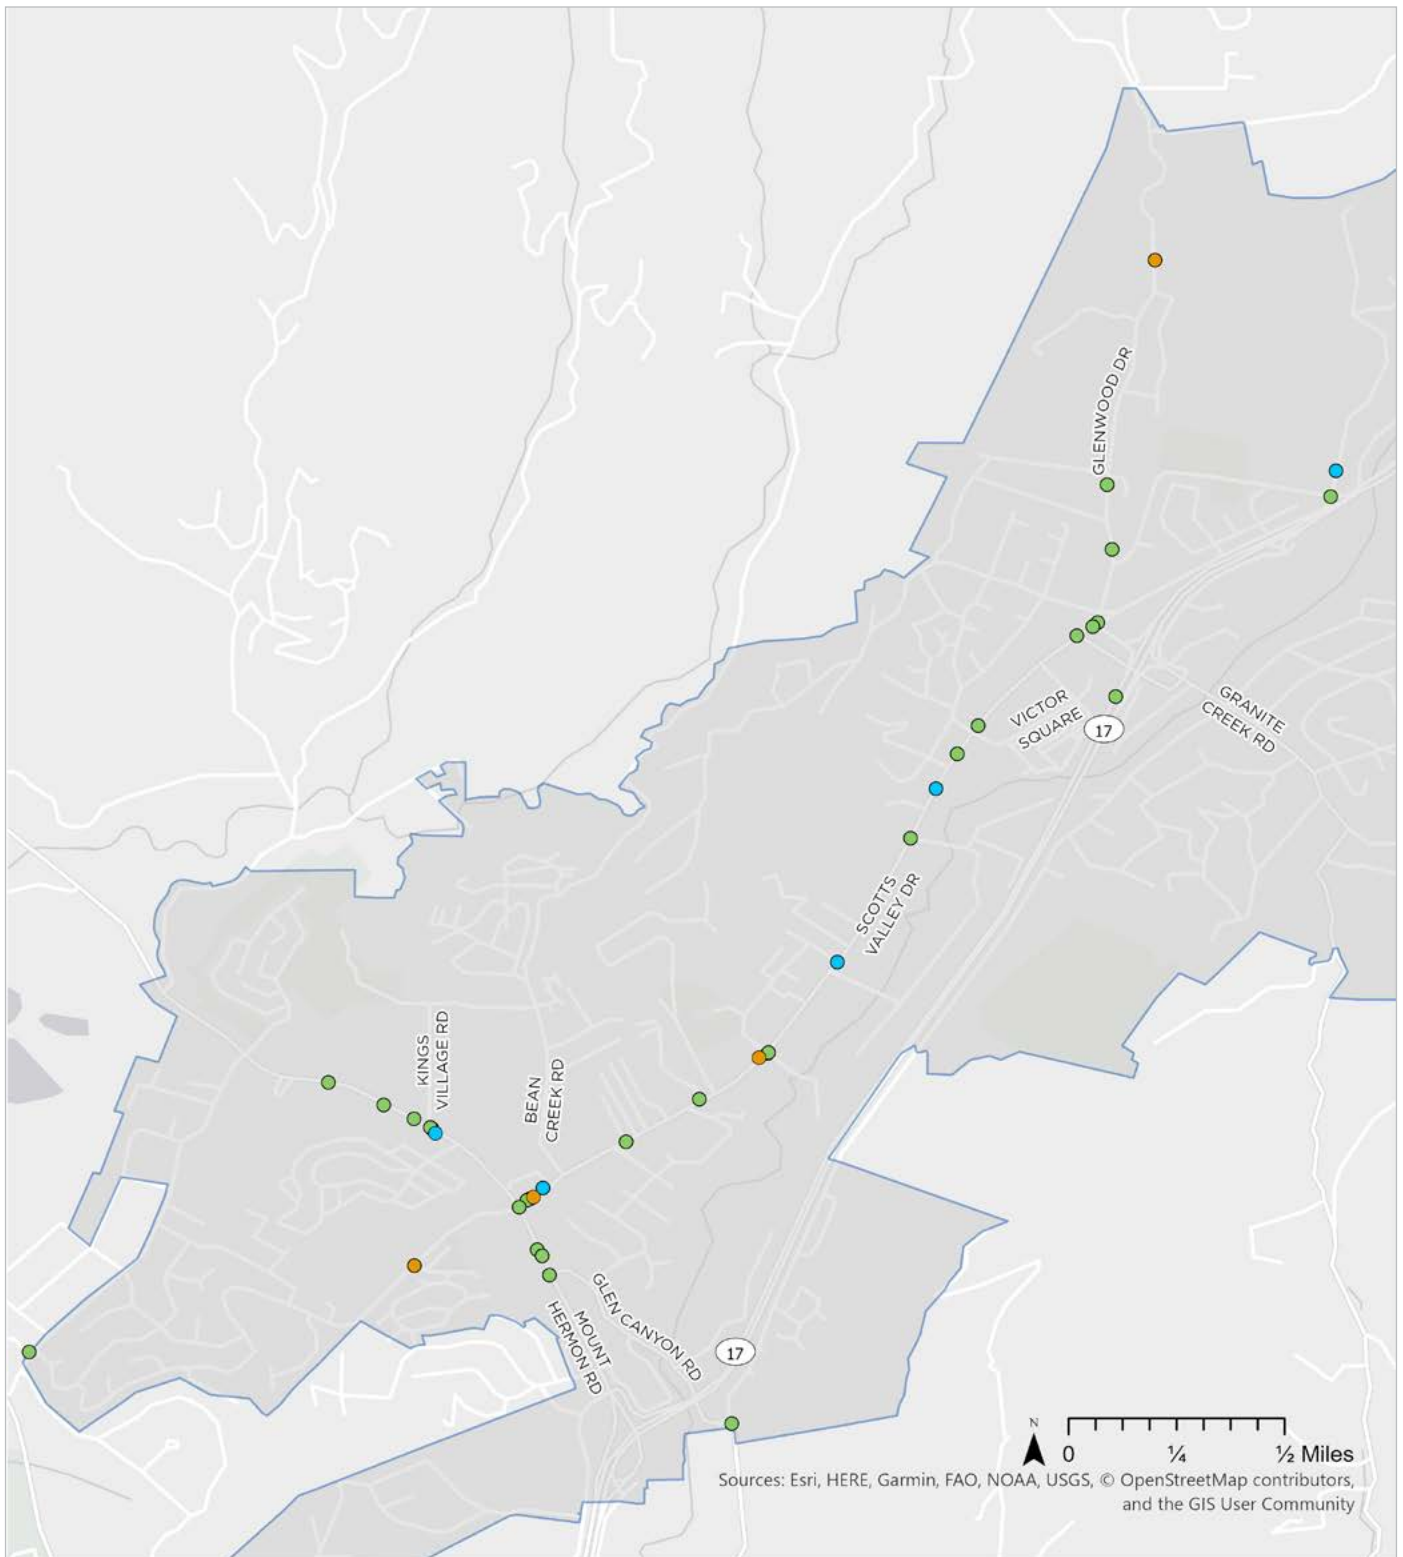 GLENWOOD DR
VICTOR
SQUARE
GRANITE
CREEK RD
17
SCOTTS
VALLEY DR
KINGS
VILLAGE RD
BEAN
CREEK RD
GLEN CANYON RD
MOUNT
HERMON RD
17
N
0 ¼ ½ Miles
Sources: Esri, HERE, Garmin, FAO, NOAA, USGS, © OpenStreetMap contributors,
and the GIS User Community